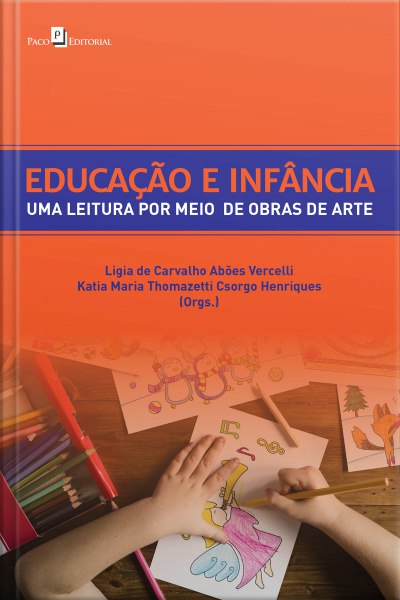 PACO P EDITORIAL
EDUCAÇÃO E INFÂNCIA
UMA LEITURA POR MEIO DE OBRAS DE ARTE
Ligia de Carvalho Abões Vercelli
Katia Maria Thomazetti Csorgo Henriques
(Orgs.)